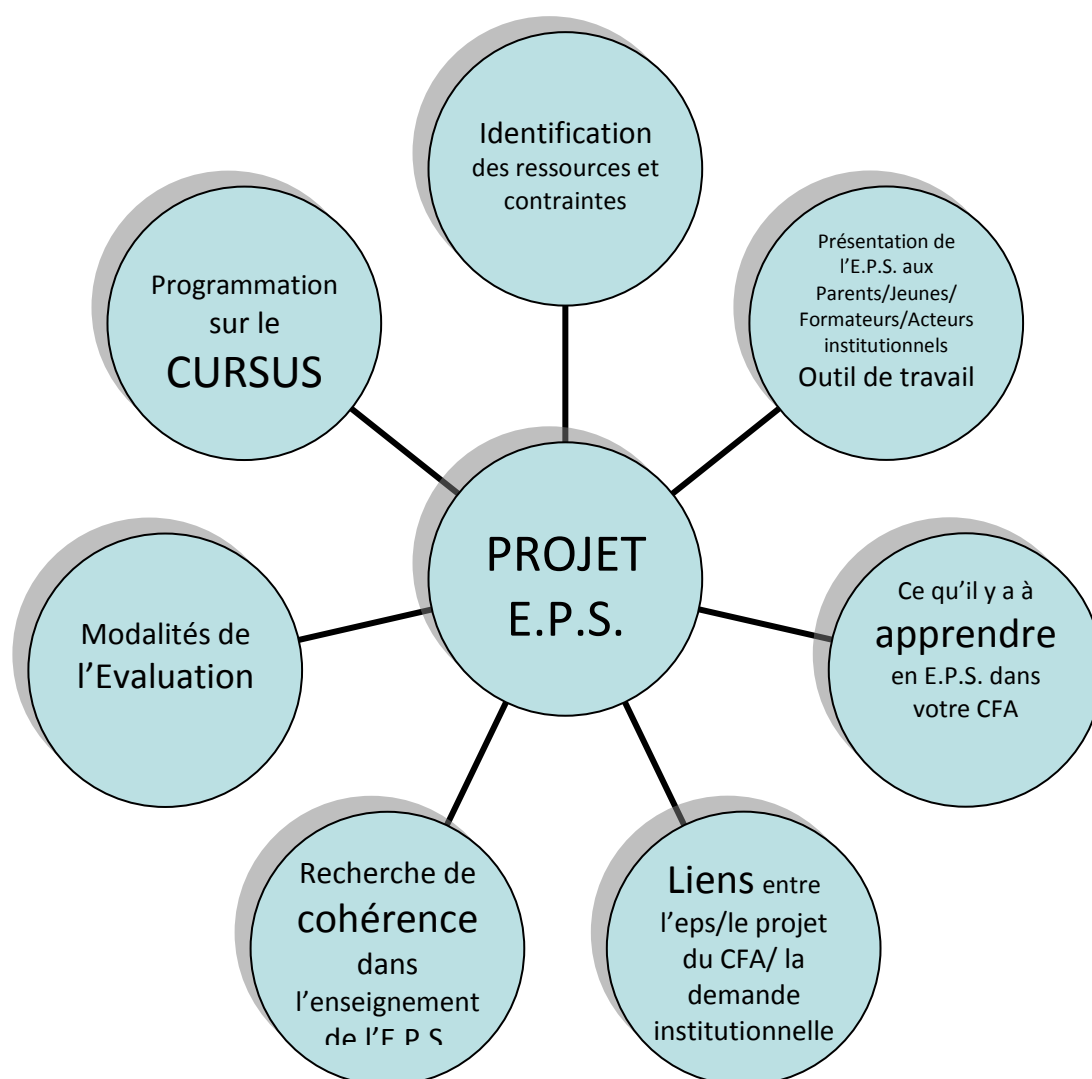 Identification
des ressources et
contraintes
Présentation de
l'E.P.S. aux
Parents/Jeunes/
Formateurs/Acteurs
institutionnels
Outil de travail
Programmation
sur le
CURSUS
PROJET
E.P.S.
Ce qu'il y a à
apprendre
en E.P.S. dans
votre CFA
Modalités de
l'Evaluation
Recherche de
cohérence
dans
l'enseignement
de l'E.P.S.
Liens entre
l'eps/le projet
du CFA/ la
demande
institutionnelle